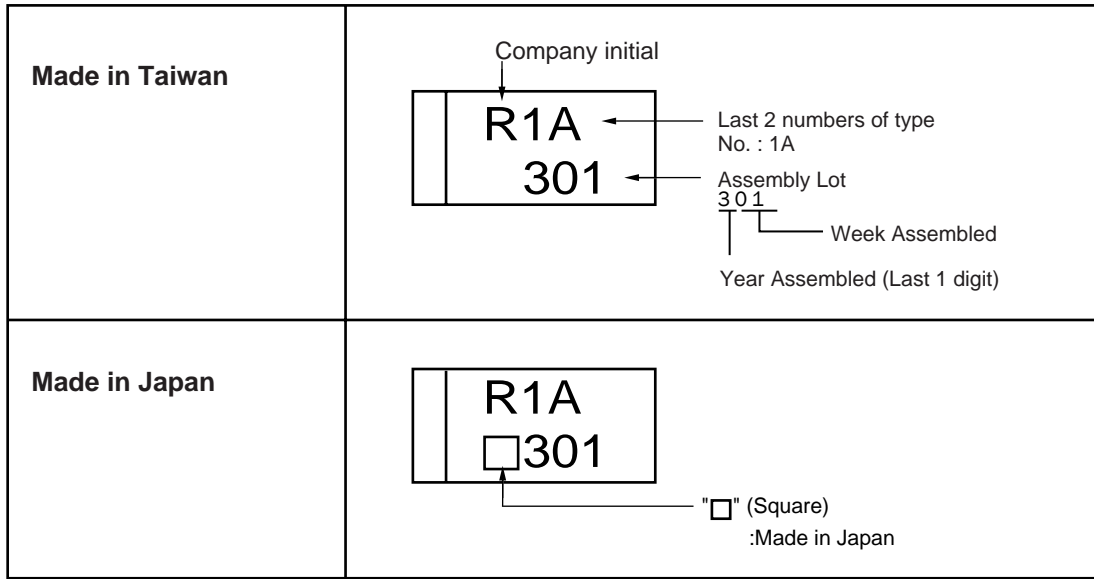 Made in Taiwan
Company initial
R1A
301
Last 2 numbers of type
No. : 1A
Assembly Lot
301
Week Assembled
Year Assembled (Last 1 digit)
Made in Japan
R1A
□301
"□" (Square)
:Made in Japan